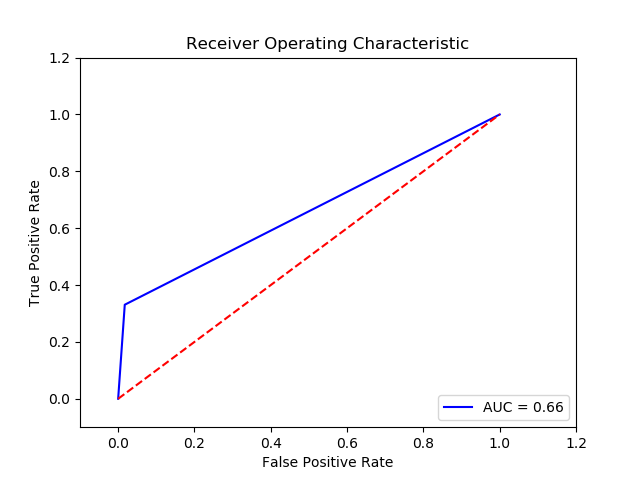 Receiver Operating Characteristic
True Positive Rate
1.2
1.0
0.8
0.6
0.4
0.2
0.0
AUC = 0.66
0.0 0.2 0.4 0.6 0.8 1.0 1.2
False Positive Rate